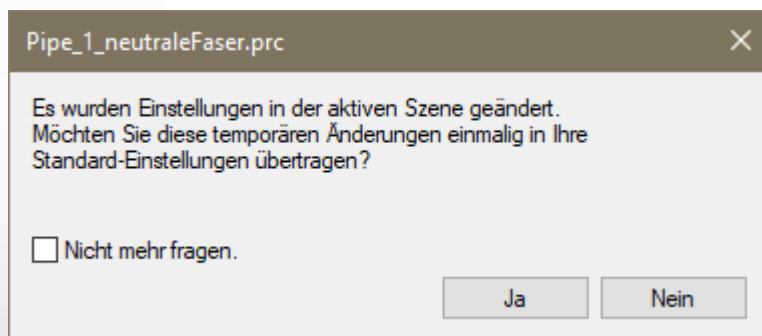 Pipe_1_neutraleFaser.prc
Es wurden Einstellungen in der aktiven Szene geändert.
Möchten Sie diese temporären Änderungen einmalig in Ihre
Standard-Einstellungen übertragen?
Nicht mehr fragen.
Ja
Nein